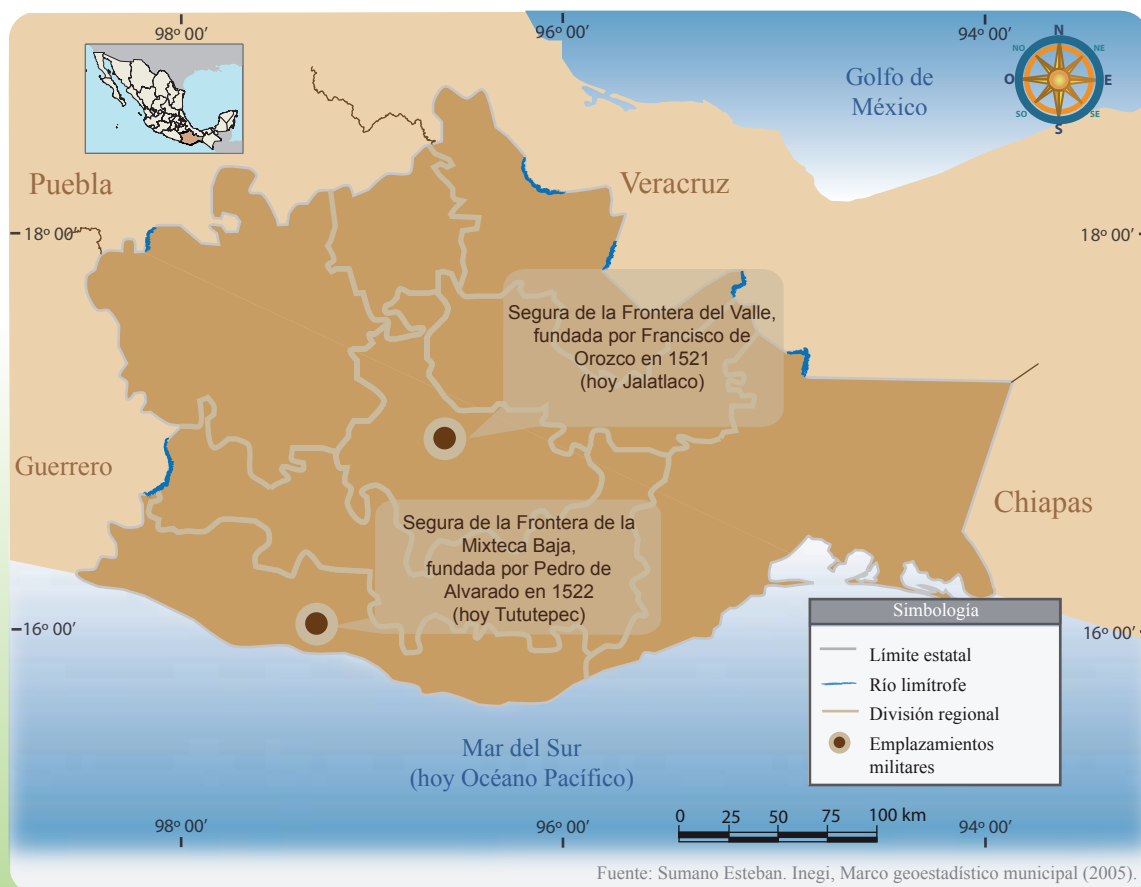 98º 00'
96º 00'
94º 00'
N
NO
NE
O
E
SO
SE
S
Golfo de
México
Puebla
Veracruz
18º 00'
18º 00'
Segura de la Frontera del Valle,
fundada por Francisco de
Orozco en 1521
(hoy Jalatlaco)
Guerrero
Chiapas
Segura de la Frontera de la
Mixteca Baja,
fundada por Pedro de
Alvarado en 1522
(hoy Tututepec)
16º 00'
16º 00'
Simbología
Límite estatal
Río limítrofe
División regional
Emplazamientos
militares
Mar del Sur
(hoy Océano Pacífico)
0 25 50 75 100 km
98º 00'
96º 00'
94º 00'
Fuente: Sumano Esteban. Inegi, Marco geoestadístico municipal (2005).